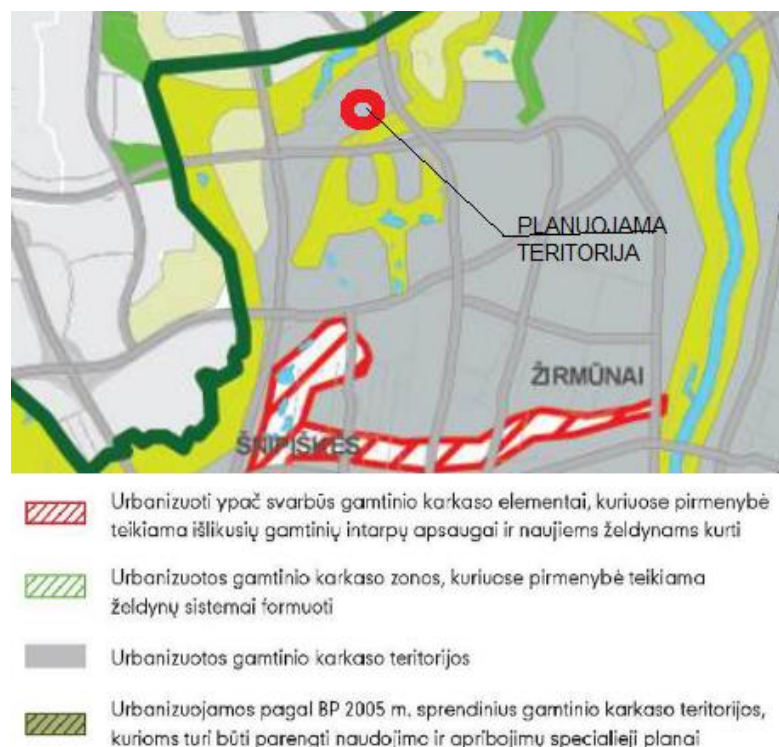 PLANUOJAMA
TERITORIJA
ŽIRMŪNAI
ŠNIPIŠKĖS
Urbanizuoti ypač svarbūs gamtinio karkaso elementai, kuriuose pirmenybė
teikiama išlikusių gamtinių intarpų apsaugai ir naujiems želdynams kurti
Urbanizuotos gamtinio karkaso zonos, kuriuose pirmenybė teikiama
želdynų sistemai formuoti
Urbanizuotos gamtinio karkaso teritorijos
Urbanizuojamos pagal BP 2005 m. sprendinius gamtinio karkaso teritorijos,
kurioms turi būti parengti naudojimo ir apribojimų specialieji planai